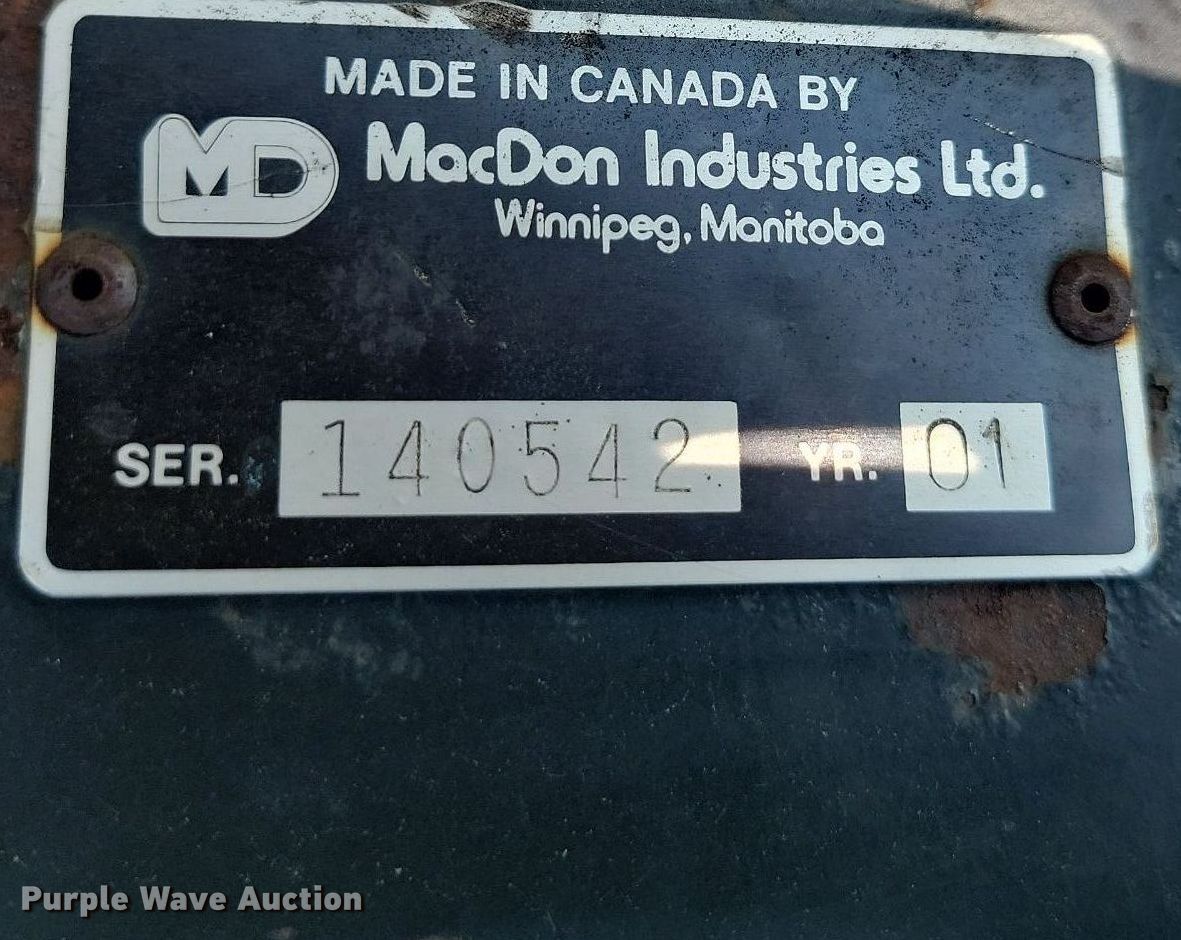 MADE IN CANADA BY
MD
MacDon Industries Ltd.
Winnipeg, Manitoba
SER. 140542 YR. 01
Purple Wave Auction